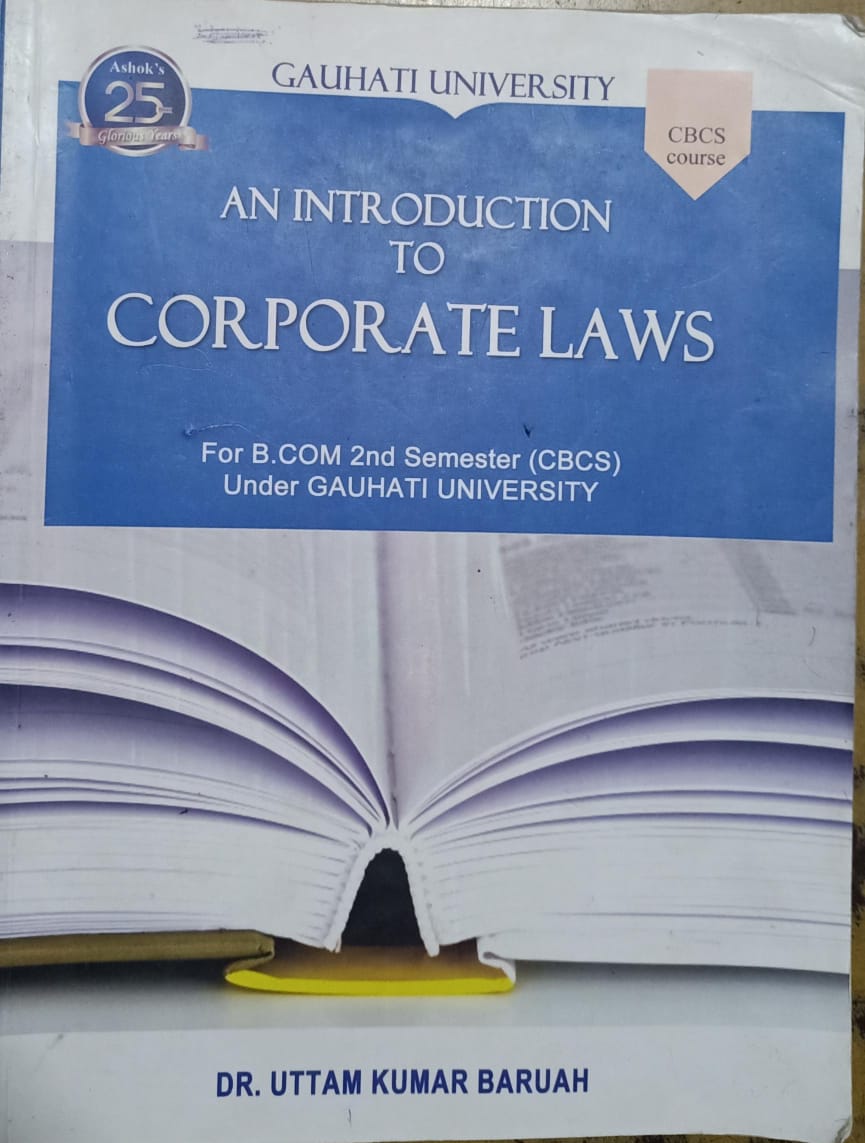 Ashok's
25
Glorious Years
GAUHATI UNIVERSITY
CBCS
course
AN INTRODUCTION
TO
CORPORATE LAWS
For B.COM 2nd Semester (CBCS)
Under GAUHATI UNIVERSITY
DR. UTTAM KUMAR BARUAH